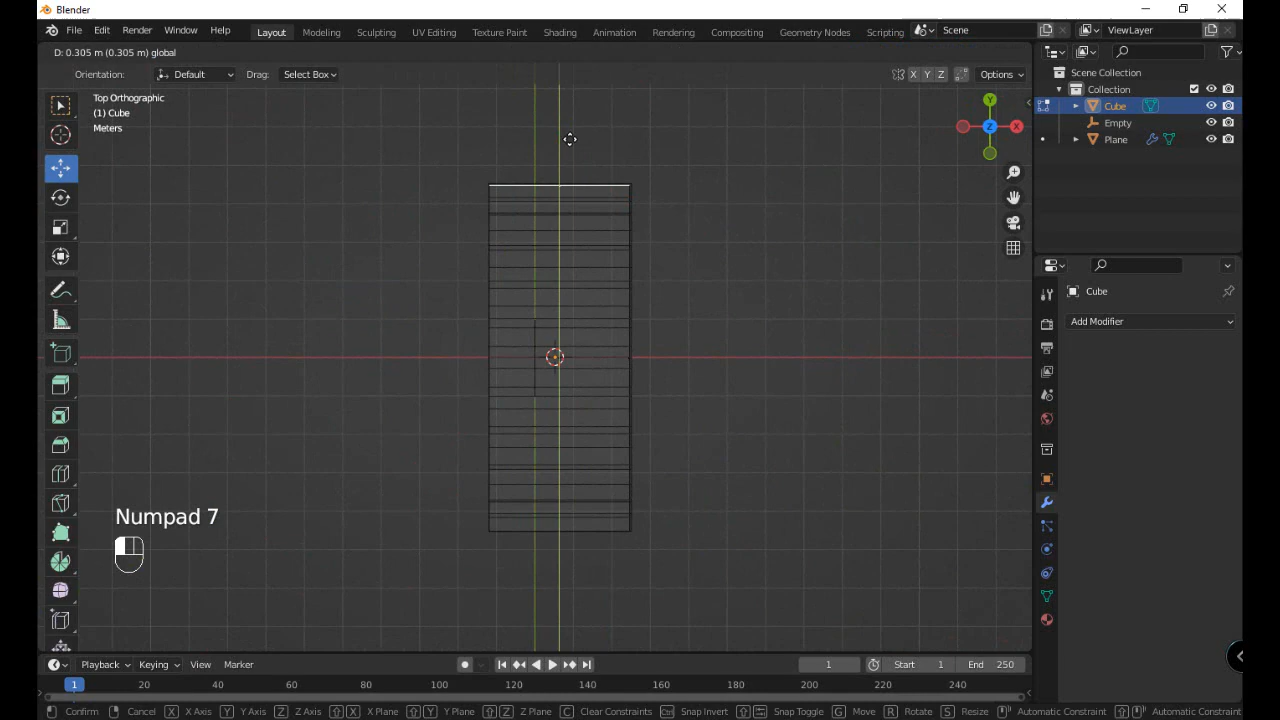 Blender
File Edit Render Window Help Layout Modeling Sculpting UV Editing Texture Paint Shading Animation Rendering Compositing Geometry Nodes Scripting Scene ViewLayer
D: 0.305 m (0.305 m) global
Orientation: Default Drag: Select Box X Y Z Options
Scene Collection
Collection
Cube
Empty
Plane
Top Orthographic
(1) Cube
Meters
Y
Z
X
Cube
Add Modifier
Numpad 7
Playback Keying View Marker 1 Start 1 End 250
1 20 40 60 80 100 120 140 160 180 200 220 240
Confirm Cancel X X Axis Y Y Axis Z Z Axis X X Plane Y Y Plane Z Z Plane C Clear Constraints Ctrl Snap Invert Snap Toggle G Move R Rotate S Resize Automatic Constraint Automatic Constraint